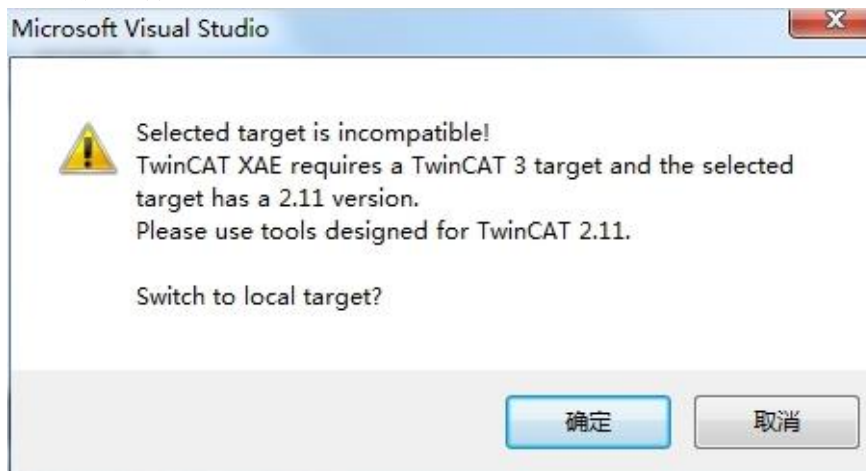 Microsoft Visual Studio
Selected target is incompatible!
TwinCAT XAE requires a TwinCAT 3 target and the selected
target has a 2.11 version.
Please use tools designed for TwinCAT 2.11.
Switch to local target?
确定
取消